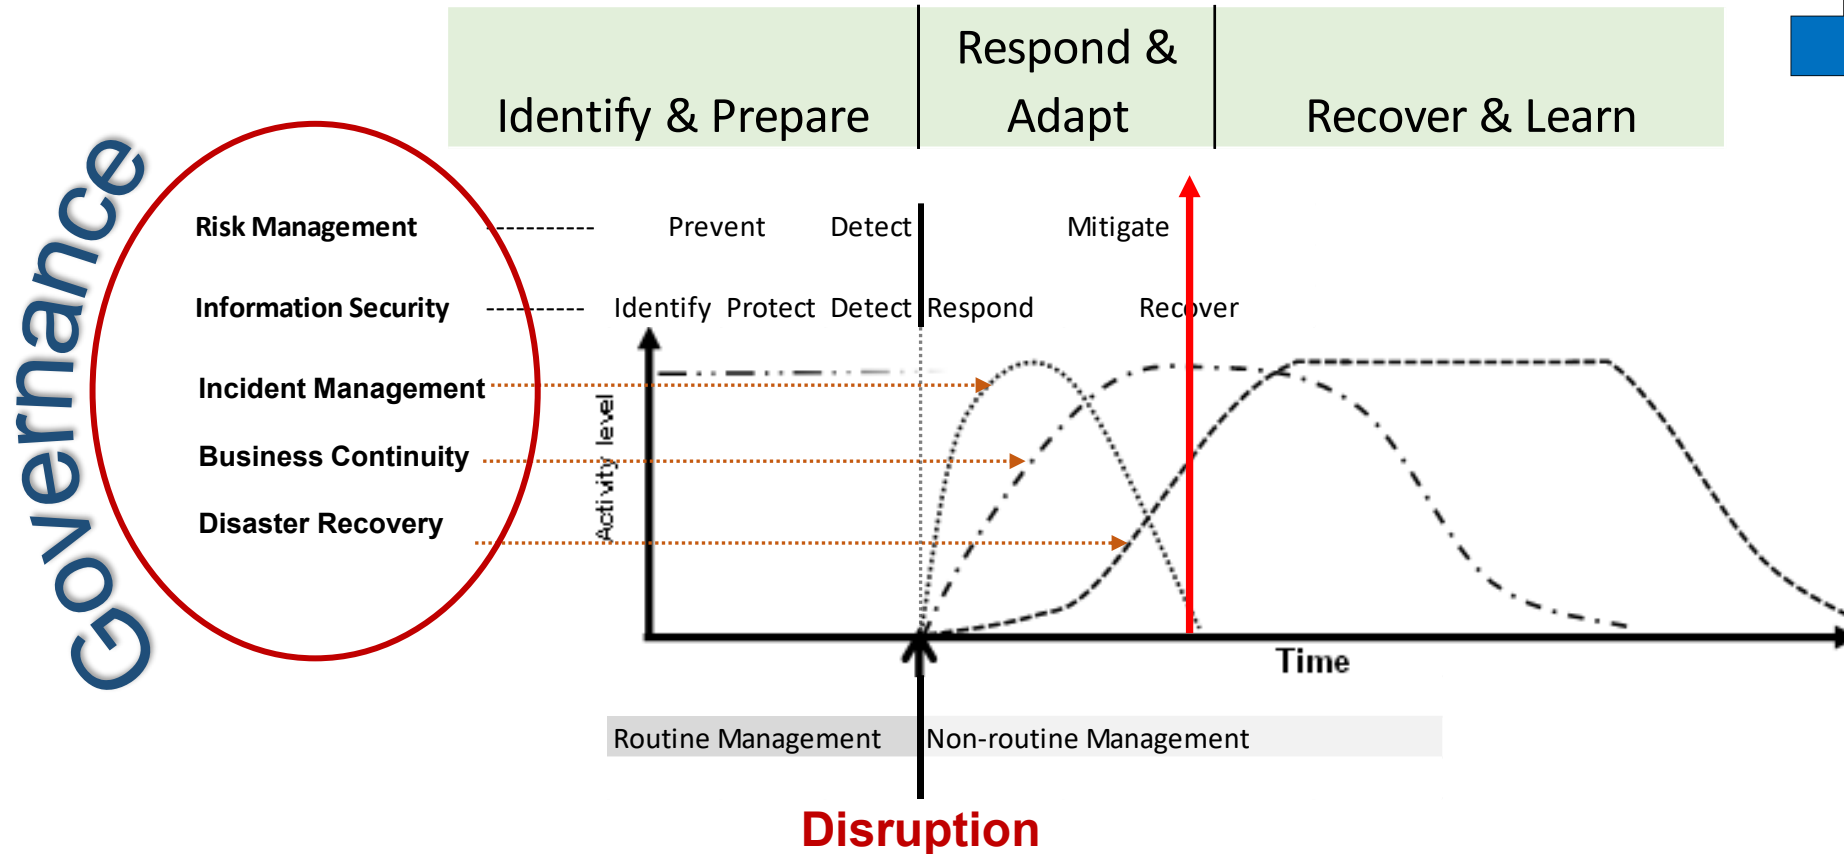 Respond &
Identify & Prepare Adapt Recover & Learn
Governance
Risk Management ----------- Prevent Detect Mitigate
Information Security ---------- Identify Protect Detect Respond Recover
Incident Management
Business Continuity
Disaster Recovery
Activity level
Time
Routine Management Non-routine Management
Disruption